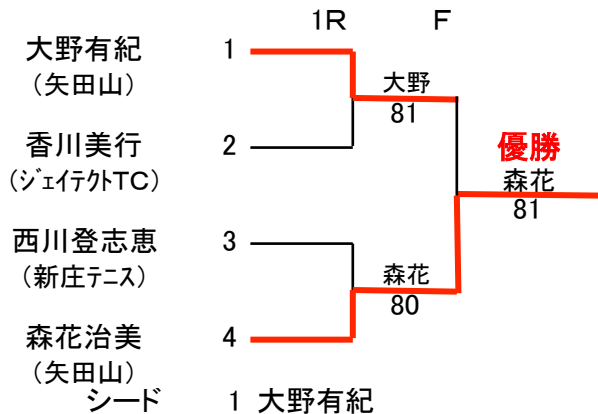 1R F
大野有紀 1
(矢田山)
大野
81
香川美行 2
(ｼﾞｪｲﾃｸﾄTC)
優勝
森花
81
西川登志恵 3
(新庄ﾃﾆｽ)
森花
80
森花治美 4
(矢田山)
シード 1 大野有紀